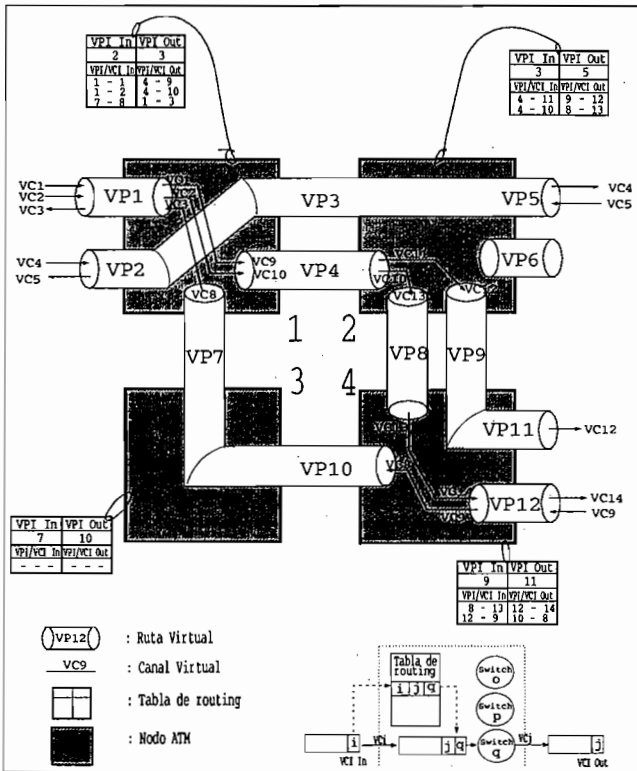 VPI In VPI Out
2 3
VPI/VCI In VPI/VCI Out
1 - 1 4 - 9
1 - 2 4 - 10
7 - 8 1 - 3
VPI In VPI Out
3 5
VPI/VCI In VPI/VCI Out
4 - 11 9 - 12
4 - 10 8 - 13
VC1
VC2
VC3
VP1
VC1
VC2
VC3
VP3
VP5
VC4
VC5
VC4
VC5
VP2
VC9
VC10
VP4
VP6
VC8
VC13
VP7
1 2
VP8
VP9
3 4
VP11
VC12
VP10
VP12
VC14
VC9
VPI In VPI Out
7 10
VPI/VCI In VPI/VCI Out
- - - - - -
VPI In VPI Out
9 11
VPI/VCI In VPI/VCI Out
8 - 13 12 - 14
12 - 9 10 - 8
VP12 : Ruta Virtual
VC9 : Canal Virtual
: Tabla de routing
: Nodo ATM
Tabla de
routing
i j q
Switch
o
Switch
p
Switch
q
i
VCi
j q
VCj
j
VCI In
VCI Out